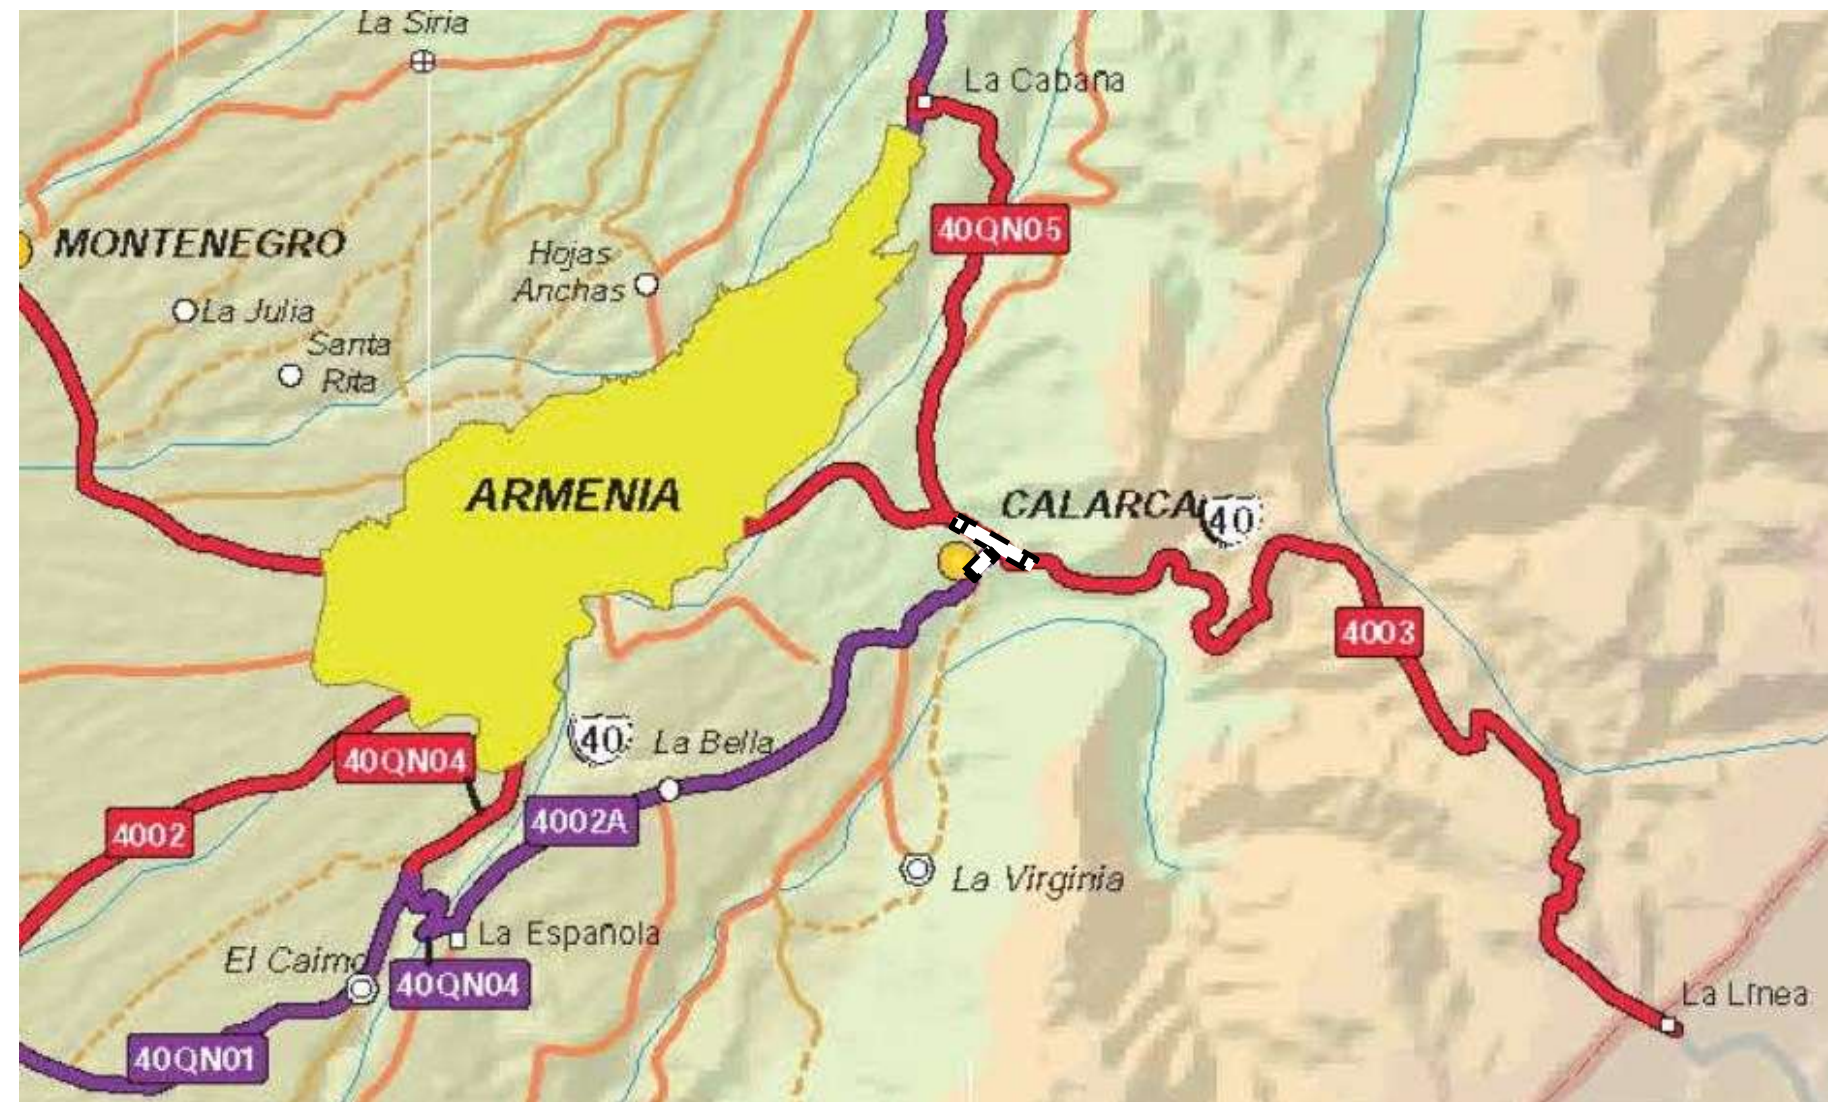 La Siria
La Cabaña
MONTENEGRO
40QN05
Hojas
Anchas
La Julia
Santa
Rita
ARMENIA
CALARCA
40
4003
40
La Bella
40QN04
4002
4002A
La Virginia
La Española
El Caimo
40QN04
La Línea
40QN01